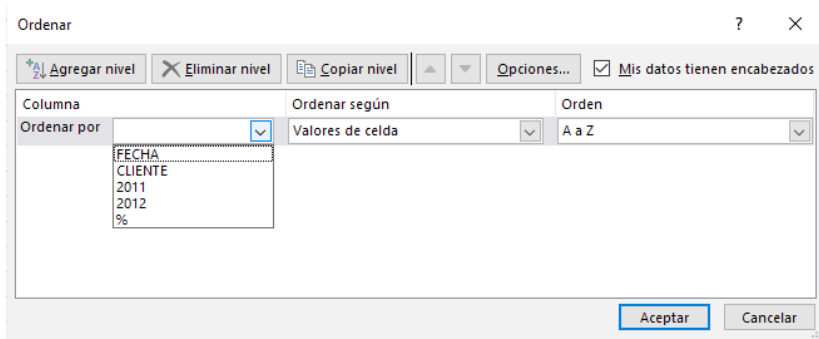 Ordenar ?
Agregar nivel Eliminar nivel Copiar nivel Opciones... Mis datos tienen encabezados
Columna Ordenar según Orden
Ordenar por Valores de celda A a Z
FECHA
CLIENTE
2011
2012
%
Aceptar Cancelar